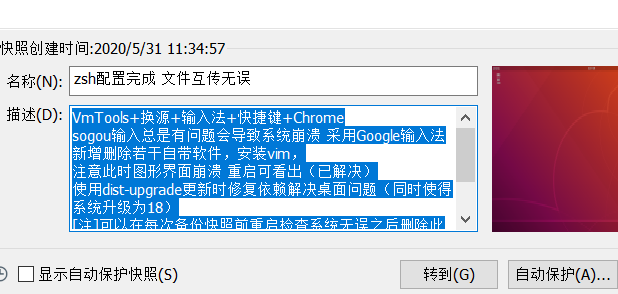 快照创建时间:2020/5/31 11:34:57
名称(N):
zsh配置完成 文件互传无误
描述(D):
VmTools+换源+输入法+快捷键+Chrome
sogou输入总是有问题会导致系统崩溃 采用Google输入法
新增删除若干自带软件，安装vim，
注意此时图形界面崩溃 重启可看出（已解决）
使用dist-upgrade更新时修复依赖解决桌面问题（同时使得
系统升级为18）
[注]可以在每次备份快照前重启检查系统无误之后删除此
显示自动保护快照(S)
转到(G)
自动保护(A)...